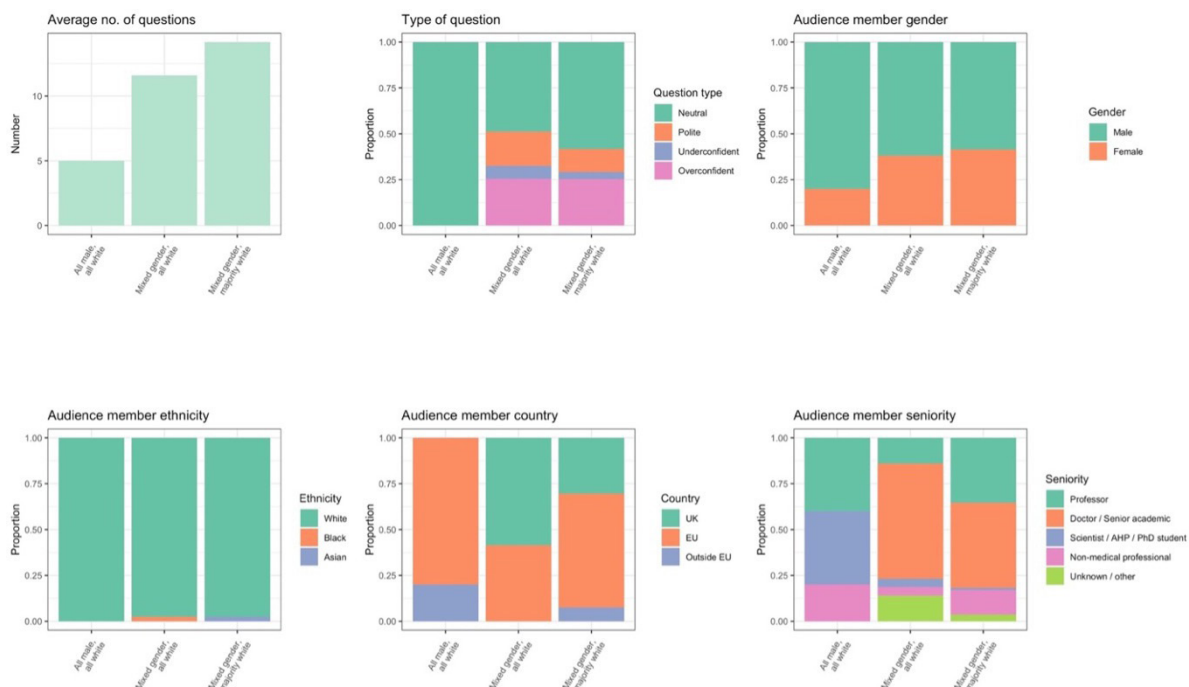 Average no. of questions
Number
10
5
0
All male,
all white
Mixed gender,
all white
Mixed gender,
majority white
Type of question
Proportion
1.00
0.75
0.50
0.25
0.00
All male,
all white
Mixed gender,
all white
Mixed gender,
majority white
Question type
Neutral
Polite
Underconfident
Overconfident
Audience member gender
Proportion
1.00
0.75
0.50
0.25
0.00
All male,
all white
Mixed gender,
all white
Mixed gender,
majority white
Gender
Male
Female
Audience member ethnicity
Proportion
1.00
0.75
0.50
0.25
0.00
All male,
all white
Mixed gender,
all white
Mixed gender,
majority white
Ethnicity
White
Black
Asian
Audience member country
Proportion
1.00
0.75
0.50
0.25
0.00
All male,
all white
Mixed gender,
all white
Mixed gender,
majority white
Country
UK
EU
Outside EU
Audience member seniority
Proportion
1.00
0.75
0.50
0.25
0.00
All male,
all white
Mixed gender,
all white
Mixed gender,
majority white
Seniority
Professor
Doctor / Senior academic
Scientist / AHP / PhD student
Non-medical professional
Unknown / other